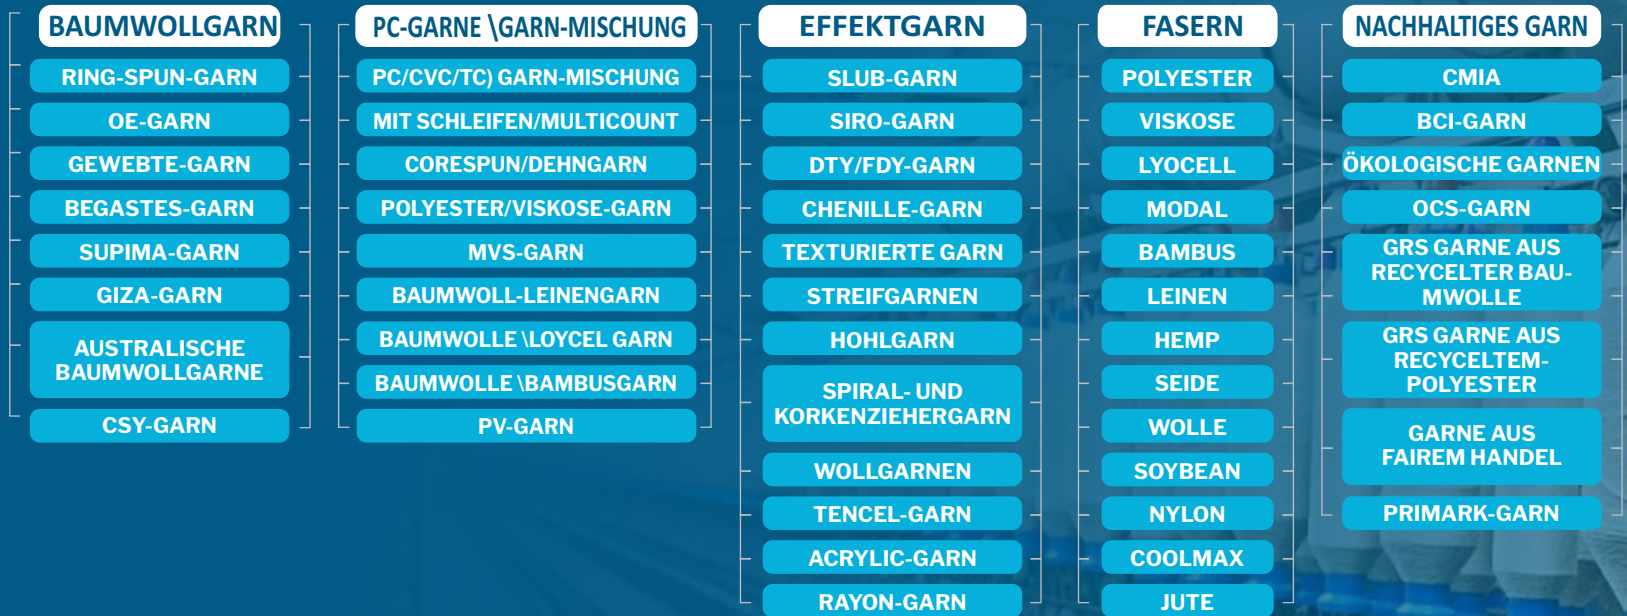 BAUMWOLLGARN
RING-SPUN-GARN
OE-GARN
GEWEBTE-GARN
BEGASTES-GARN
SUPIMA-GARN
GIZA-GARN
AUSTRALISCHE
BAUMWOLLGARNE
CSY-GARN
PC-GARNE \GARN-MISCHUNG
PC/CVC/TC) GARN-MISCHUNG
MIT SCHLEIFEN/MULTICOUNT
CORESPUN/DEHNGARN
POLYESTER/VISKOSE-GARN
MVS-GARN
BAUMWOLL-LEINENGARN
BAUMWOLLE \LOYCEL GARN
BAUMWOLLE \BAMBUSGARN
PV-GARN
EFFEKTGARN
SLUB-GARN
SIRO-GARN
DTY/FDY-GARN
CHENILLE-GARN
TEXTURIERTE GARN
STREIFGARNEN
HOHLGARN
SPIRAL- UND
KORKENZIEHERGARN
WOLLGARNEN
TENCEL-GARN
ACRYLIC-GARN
RAYON-GARN
FASERN
POLYESTER
VISKOSE
LYOCELL
MODAL
BAMBUS
LEINEN
HEMP
SEIDE
WOLLE
SOYBEAN
NYLON
COOLMAX
JUTE
NACHHALTIGES GARN
CMIA
BCI-GARN
ÖKOLOGISCHE GARNEN
OCS-GARN
GRS GARNE AUS
RECYCELTER BAU-
MWOLLE
GRS GARNE AUS
RECYCELTEM-
POLYESTER
GARNE AUS
FAIREM HANDEL
PRIMARK-GARN